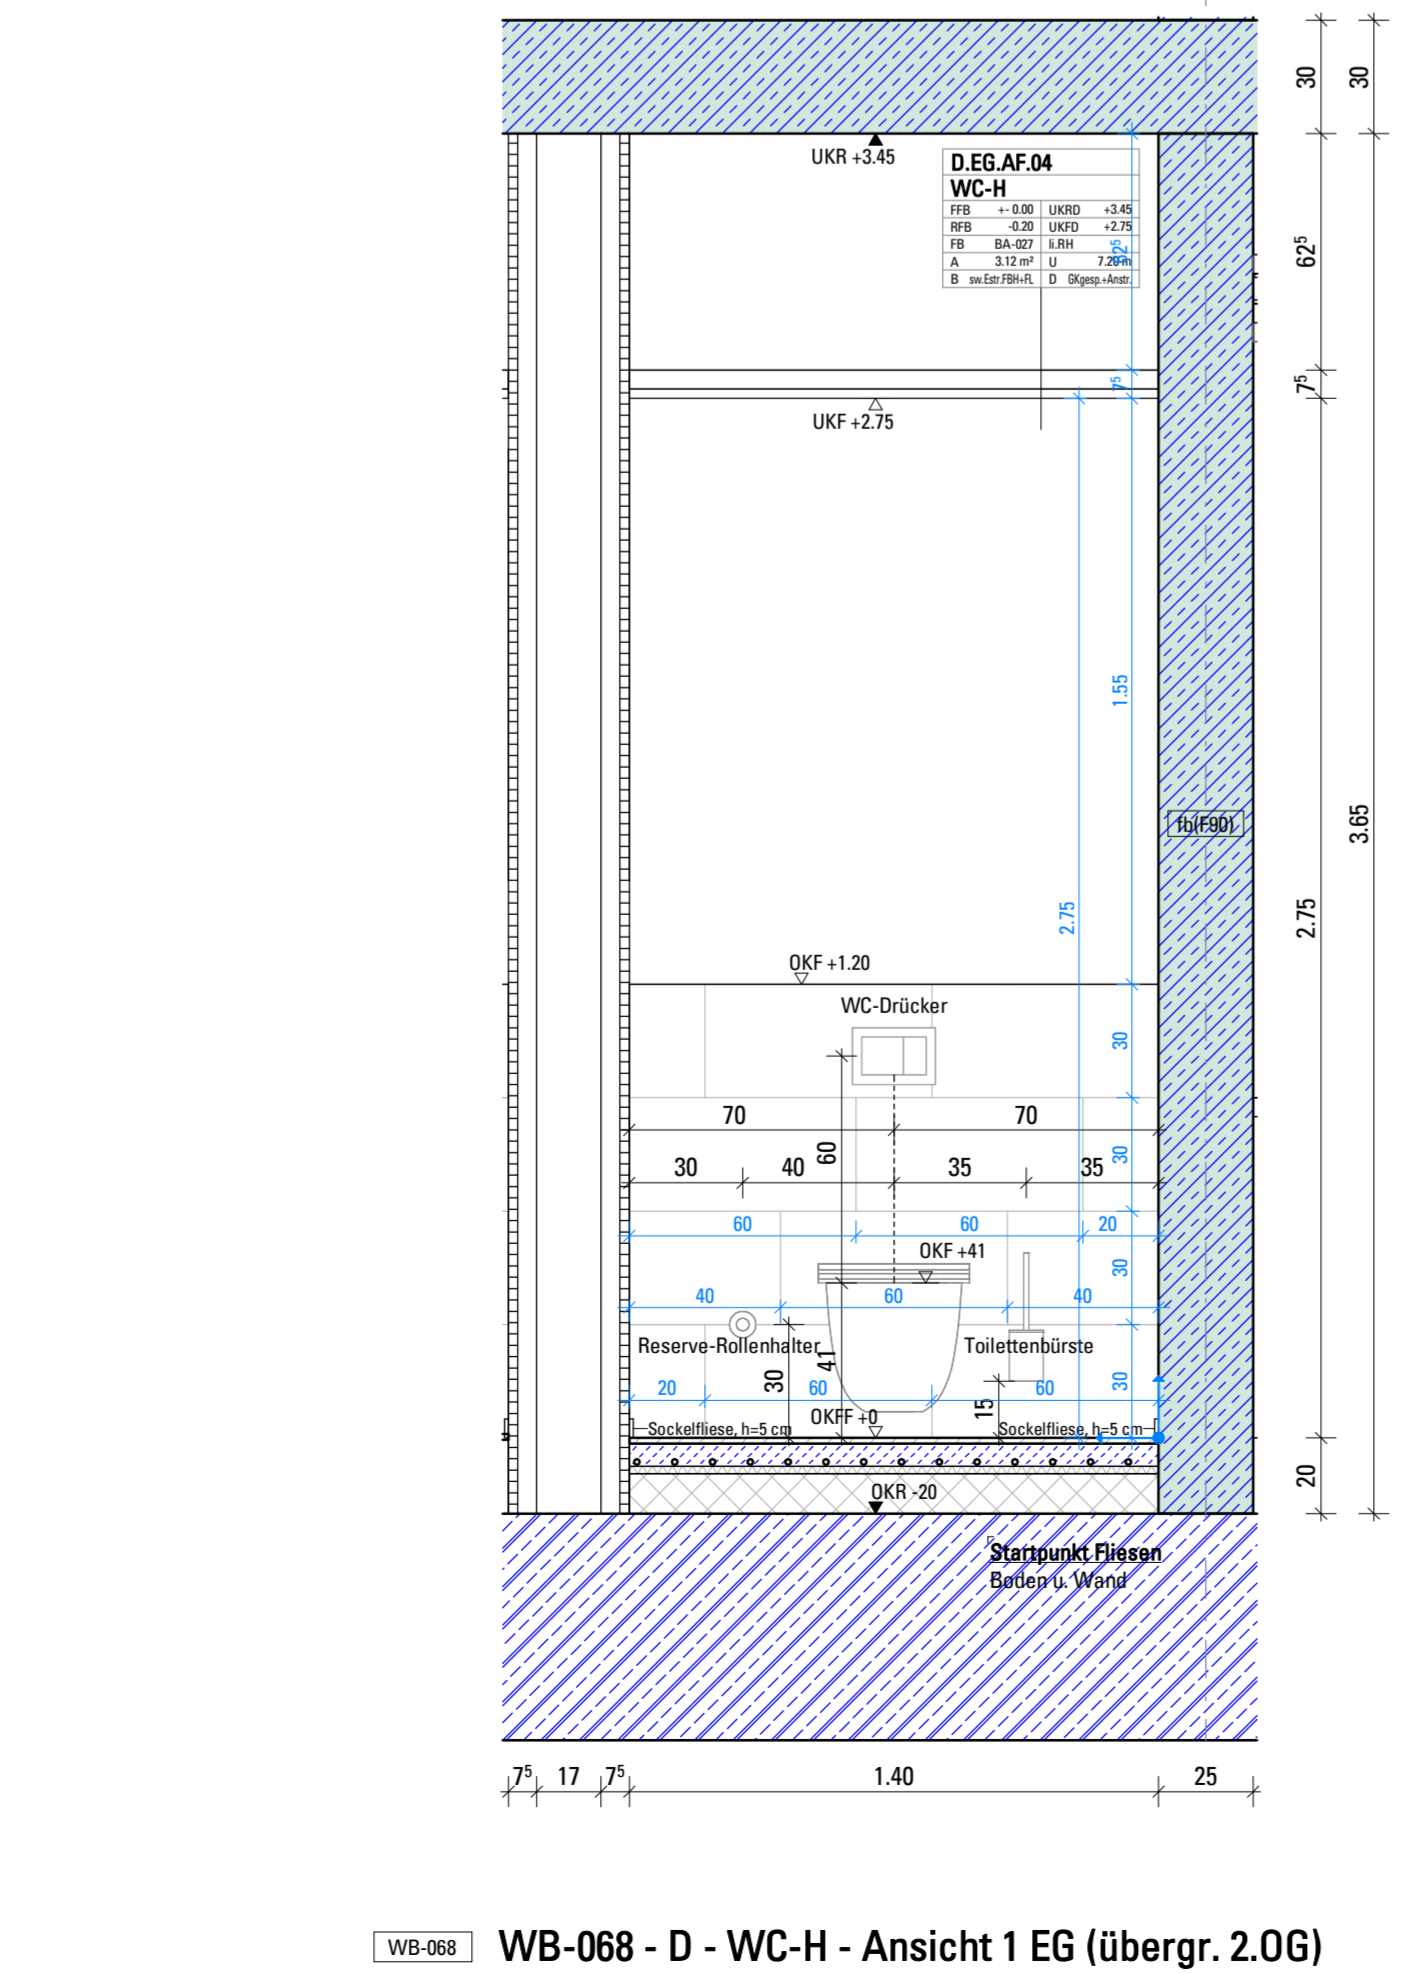 30
30
UKR +3.45
D.EG.AF.04
WC-H
FFB +- 0.00 UKRD +3.45
RFB -0.20 UKFD +2.75
FB BA-027 li.RH
A 3.12 m² U 7.20 m
B sw.Estr.FBH+FL D GKgesp.+Anstr.
62⁵
62⁵
7⁵
7⁵
UKF +2.75
1.55
fb(F90)
3.65
2.75
2.75
OKF +1.20
WC-Drücker
30
70
70
60
30
30
40
35
35
60
60
20
OKF +41
30
40
60
40
Reserve-Rollenhalter
Toilettenbürste
41
30
30
20
60
60
15
OKFF +0
Sockelfliese, h=5 cm
Sockelfliese, h=5 cm
20
OKR -20
Startpunkt Fliesen
Boden u. Wand
7⁵
17
7⁵
1.40
25
WB-068
WB-068 - D - WC-H - Ansicht 1 EG (übergr. 2.OG)